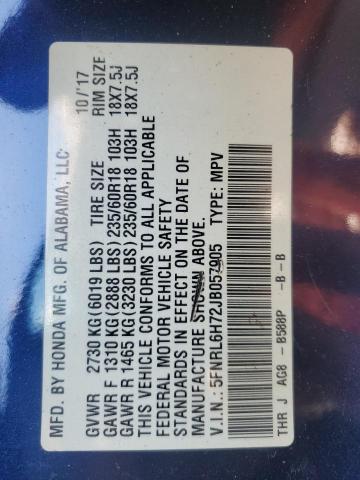 MFD. BY HONDA MFG. OF ALABAMA, LLC. 10/'17
GVWR 2730 KG(6019 LBS) TIRE SIZE RIM SIZE
GAWR F 1310 KG(2888 LBS)235/60R18 103H 18X7.5J
GAWR R 1465 KG(3230 LBS)235/60R18 103H 18X7.5J
THIS VEHICLE CONFORMS TO ALL APPLICABLE
FEDERAL MOTOR VEHICLE SAFETY
STANDARDS IN EFFECT ON THE DATE OF
MANUFACTURE SHOWN ABOVE.
V.I.N.:5FNRL6H72JB057905 TYPE: MPV
THR J AG8 -B588P -B-B